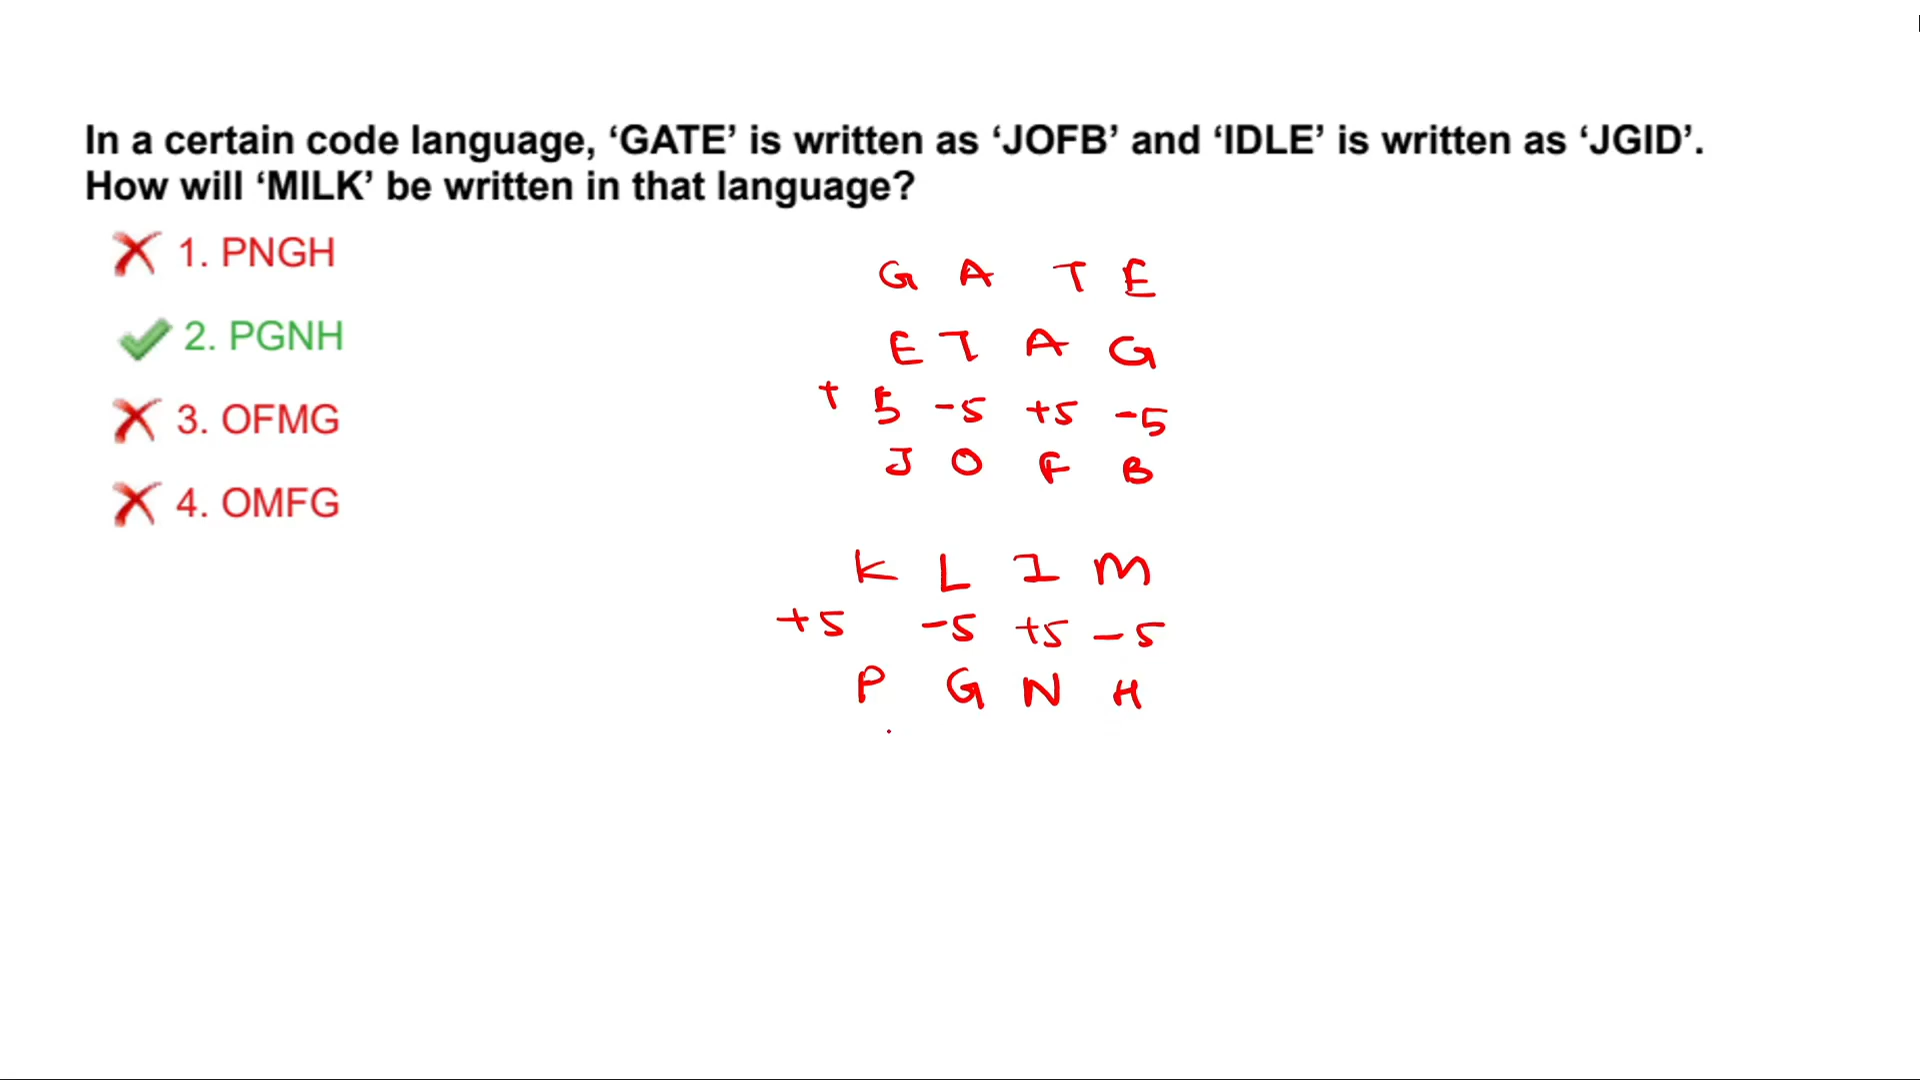 In a certain code language, ‘GATE’ is written as ‘JOFB’ and ‘IDLE’ is written as ‘JGID’.
How will ‘MILK’ be written in that language?
1. PNGH
2. PGNH
3. OFMG
4. OMFG
G A T E
E T A G
+ 5 -5 +5 -5
J O F B
K L I M
+5 -5 +5 -5
P G N H